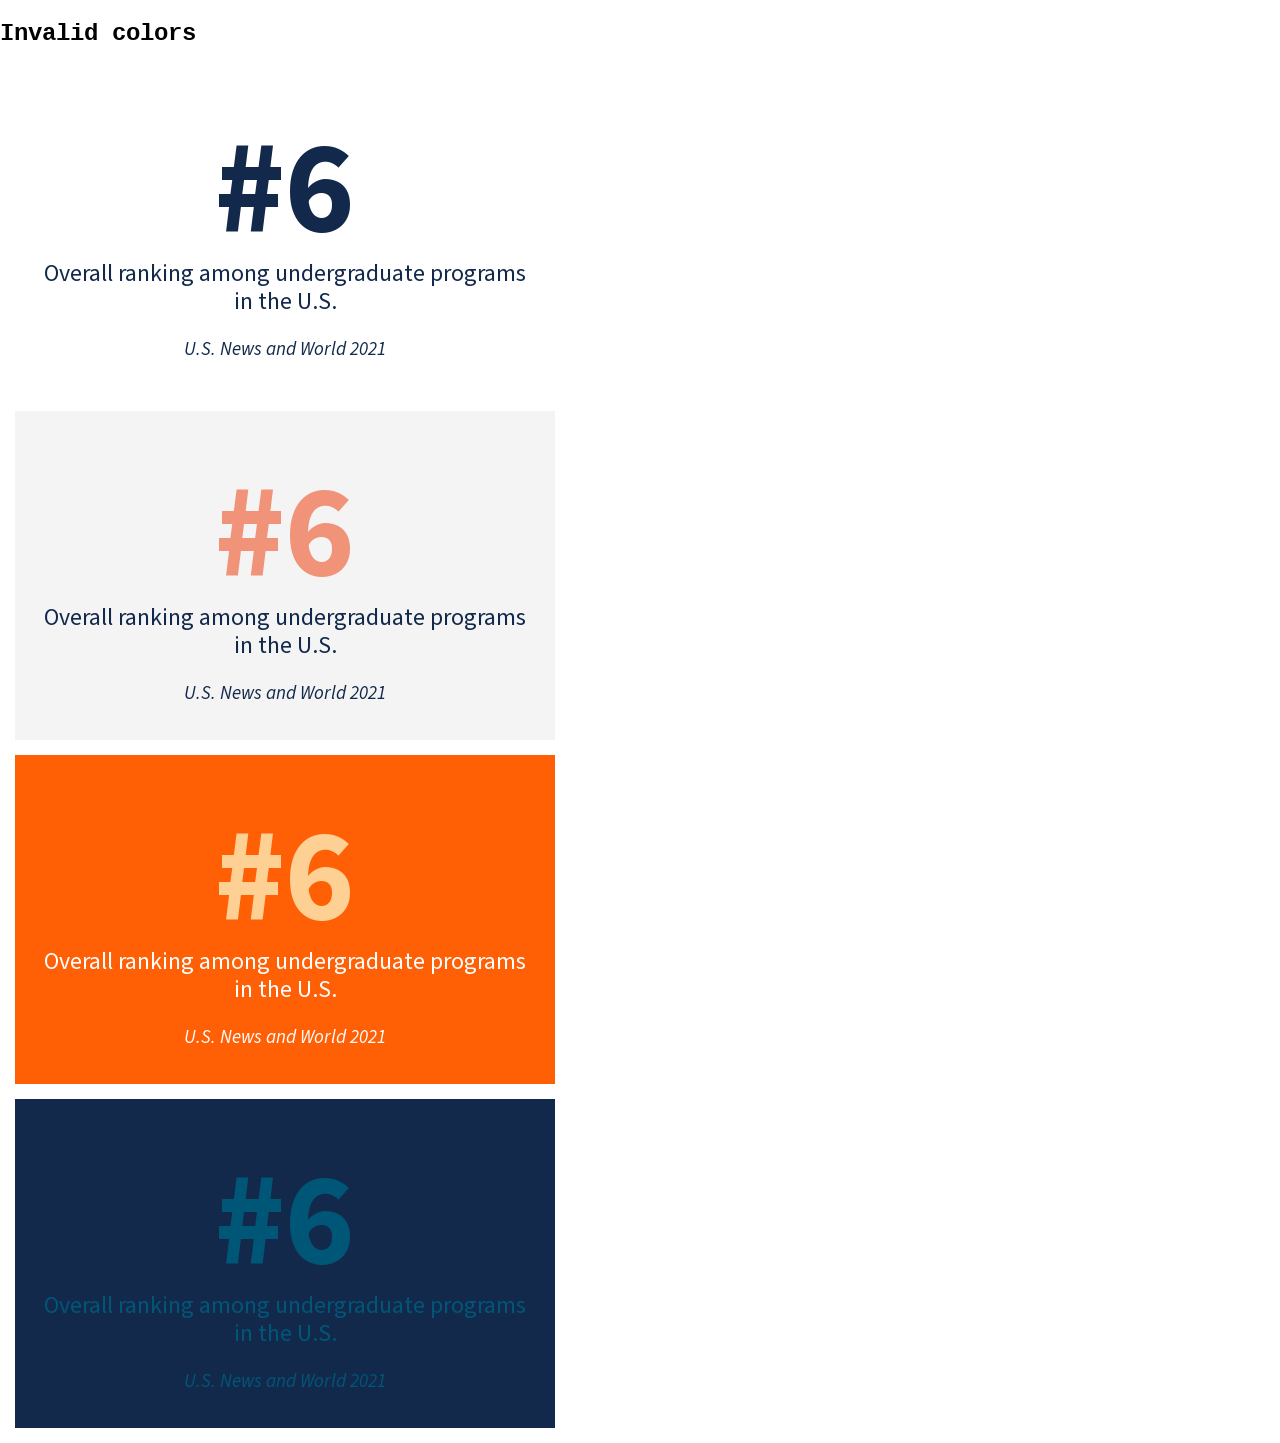 Invalid colors
#6
Overall ranking among undergraduate programs
in the U.S.
U.S. News and World 2021
#6
Overall ranking among undergraduate programs
in the U.S.
U.S. News and World 2021
#6
Overall ranking among undergraduate programs
in the U.S.
U.S. News and World 2021
#6
Overall ranking among undergraduate programs
in the U.S.
U.S. News and World 2021